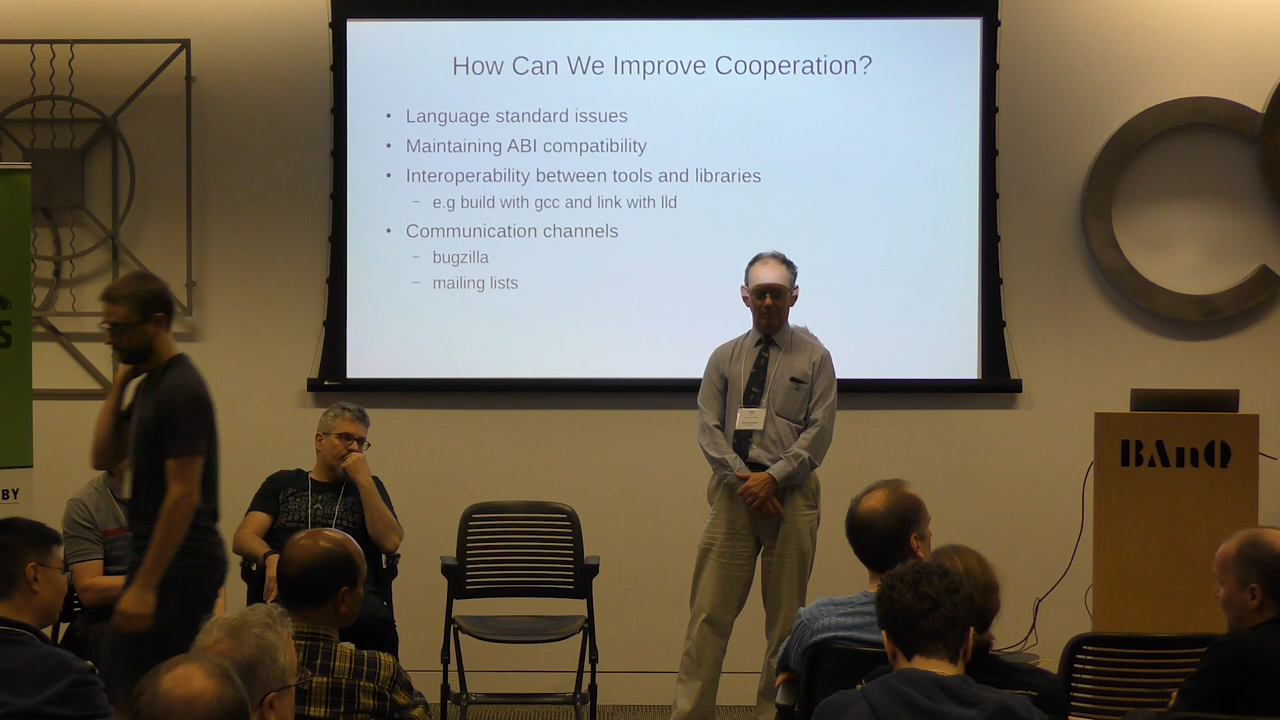 How Can We Improve Cooperation?
• Language standard issues
• Maintaining ABI compatibility
• Interoperability between tools and libraries
– e.g build with gcc and link with lld
• Communication channels
– bugzilla
– mailing lists
S
BY
BAnQ